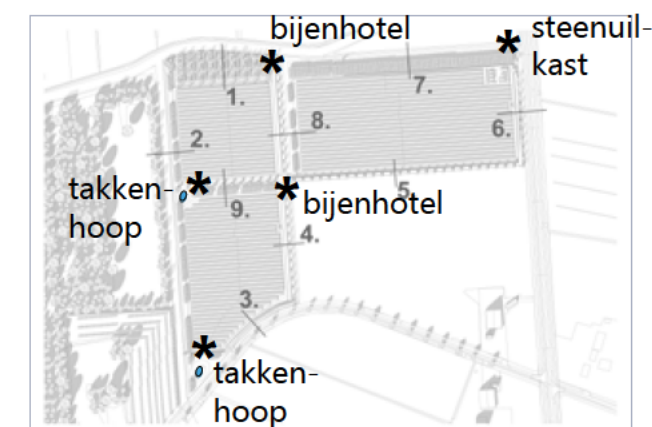 bijenhotel
steenuil-
kast
1.
7.
2.
8.
6.
takken-
hoop
5.
9.
bijenhotel
4.
3.
takken-
hoop